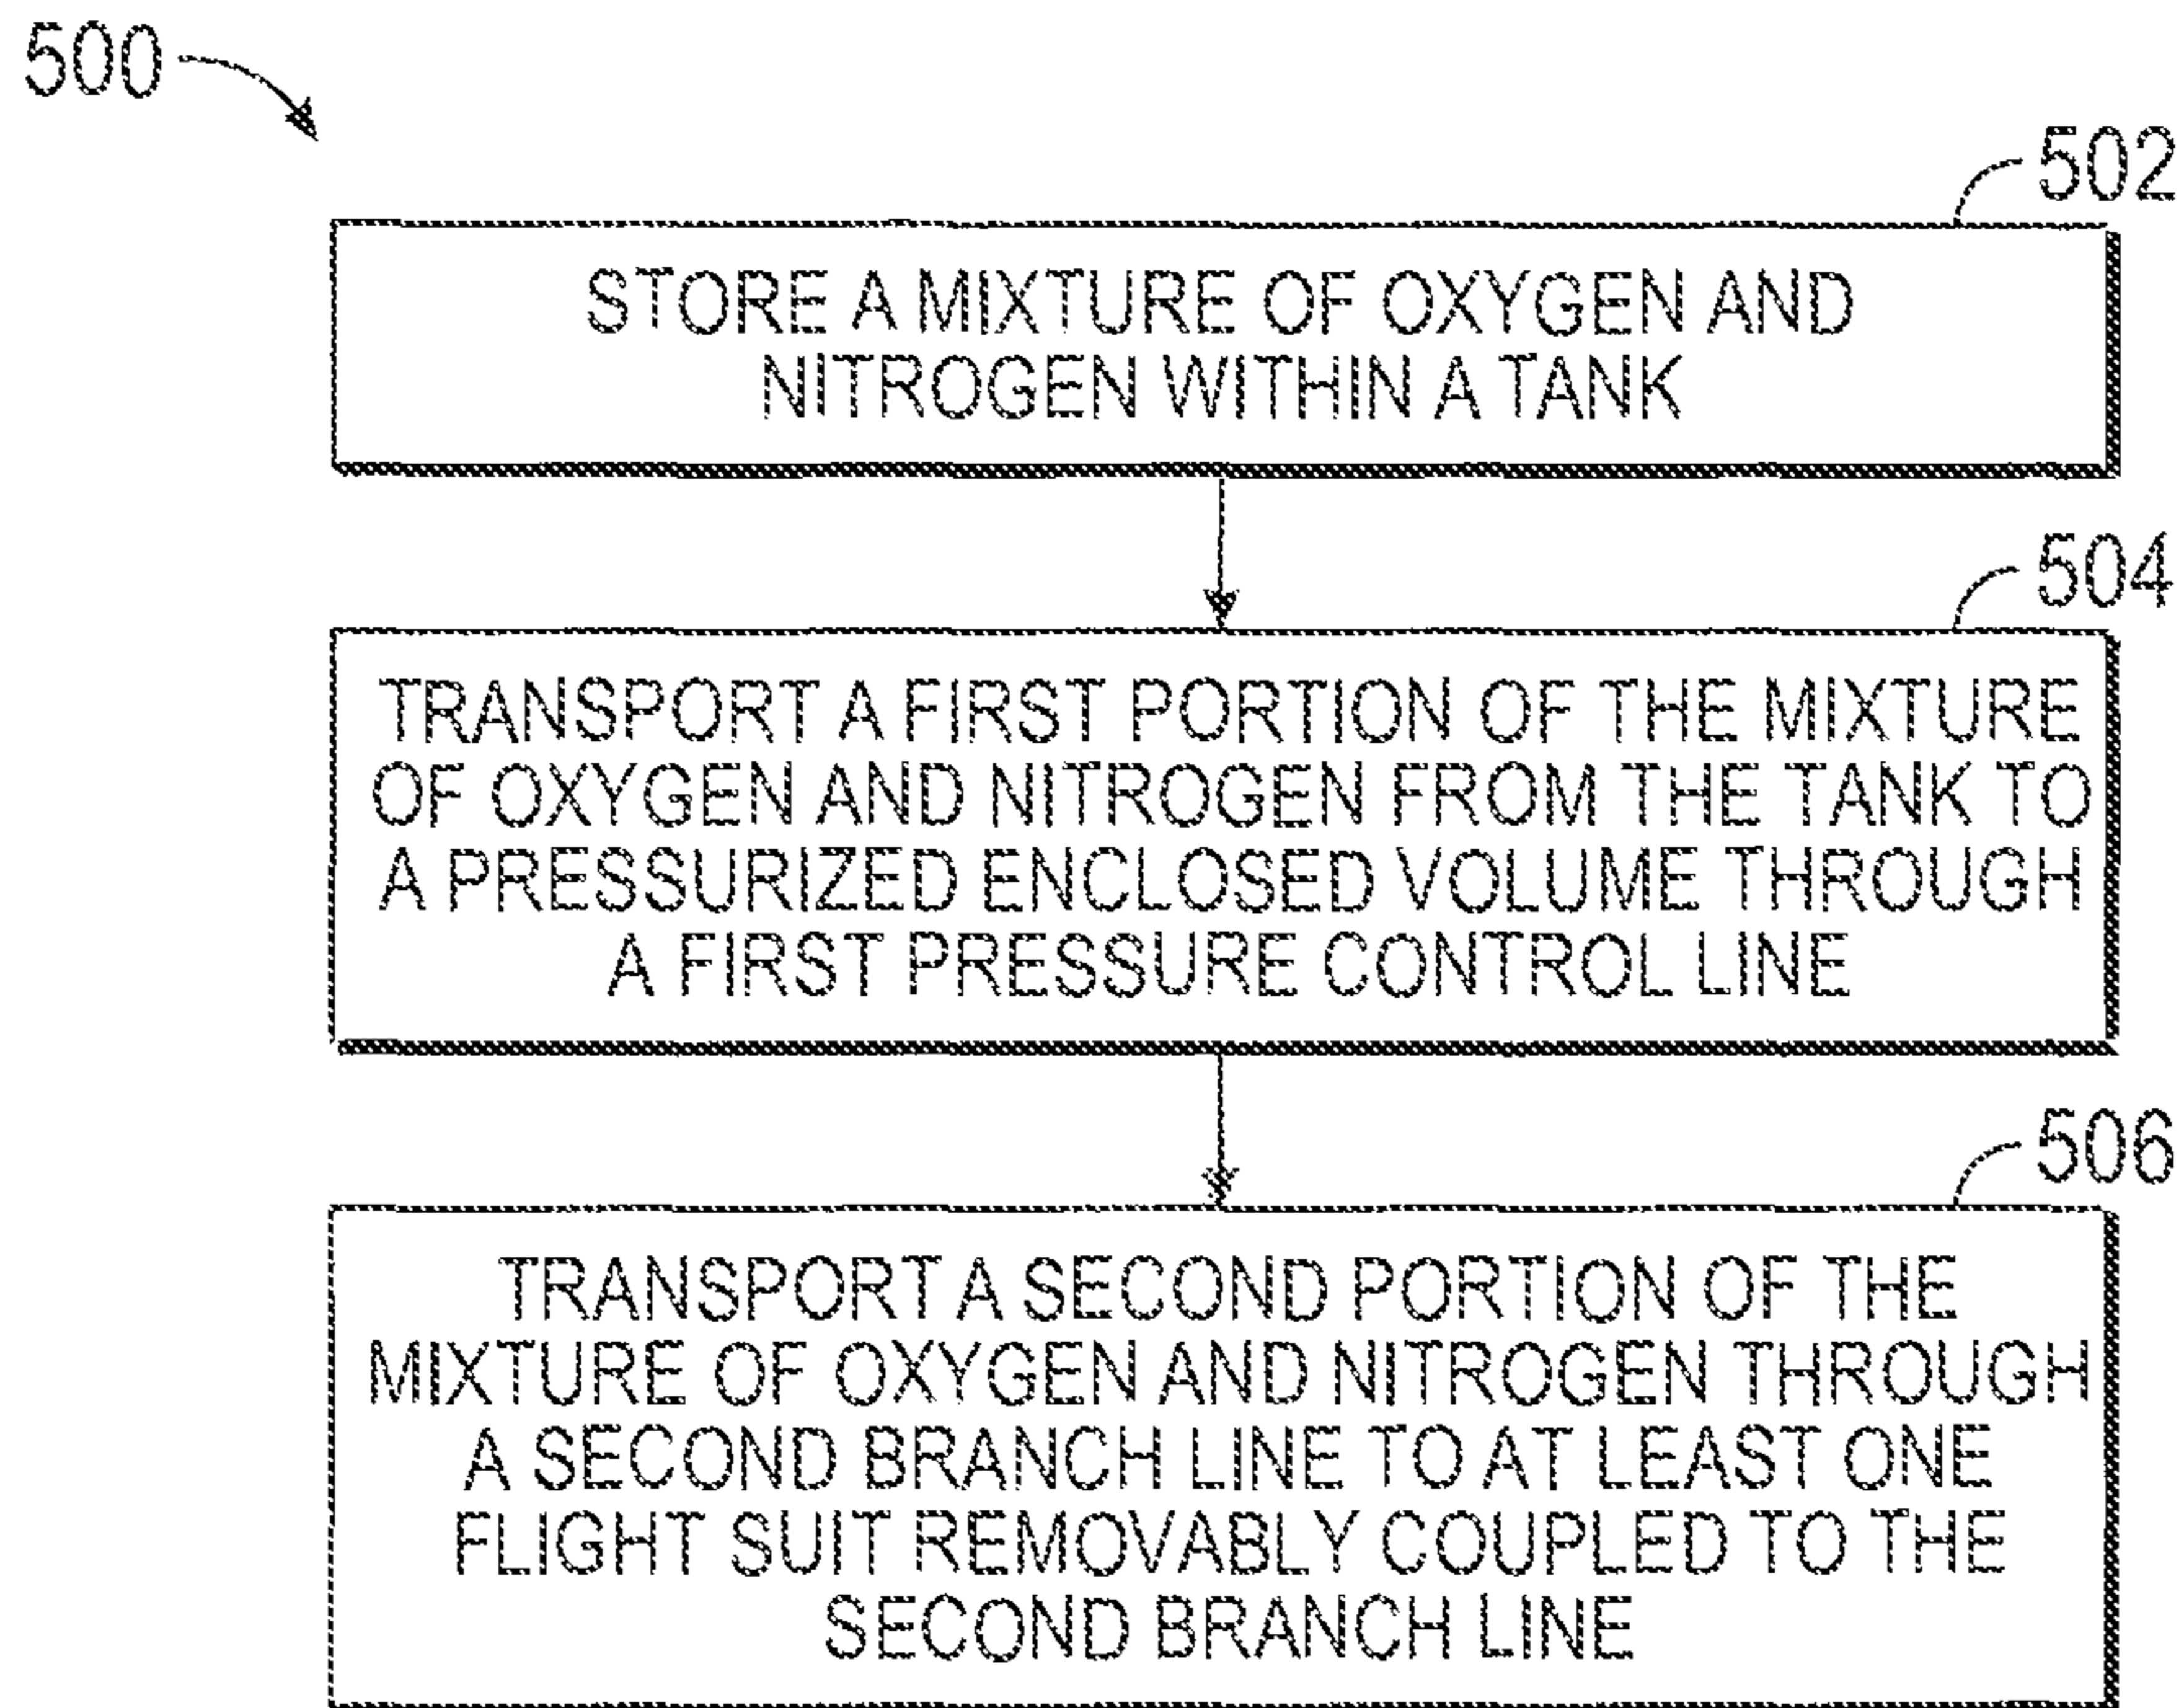 500
502
STORE A MIXTURE OF OXYGEN AND
NITROGEN WITHIN A TANK
504
TRANSPORT A FIRST PORTION OF THE MIXTURE
OF OXYGEN AND NITROGEN FROM THE TANK TO
A PRESSURIZED ENCLOSED VOLUME THROUGH
A FIRST PRESSURE CONTROL LINE
506
TRANSPORT A SECOND PORTION OF THE
MIXTURE OF OXYGEN AND NITROGEN THROUGH
A SECOND BRANCH LINE TO AT LEAST ONE
FLIGHT SUIT REMOVABLY COUPLED TO THE
SECOND BRANCH LINE